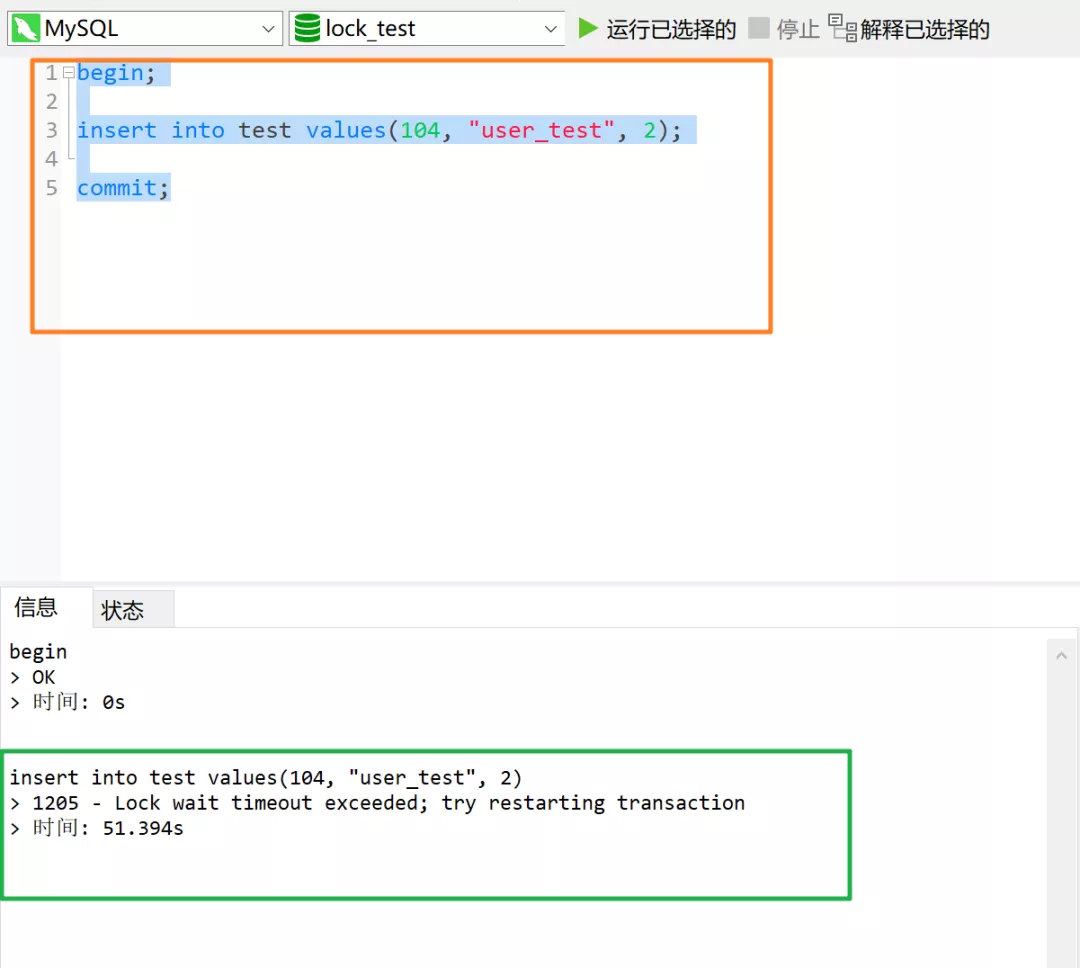 MySQL lock_test 运行已选择的 停止 解释已选择的
1 begin;
2
3 insert into test values(104, "user_test", 2);
4
5 commit;
信息 状态
begin
> OK
> 时间: 0s
insert into test values(104, "user_test", 2)
> 1205 - Lock wait timeout exceeded; try restarting transaction
> 时间: 51.394s